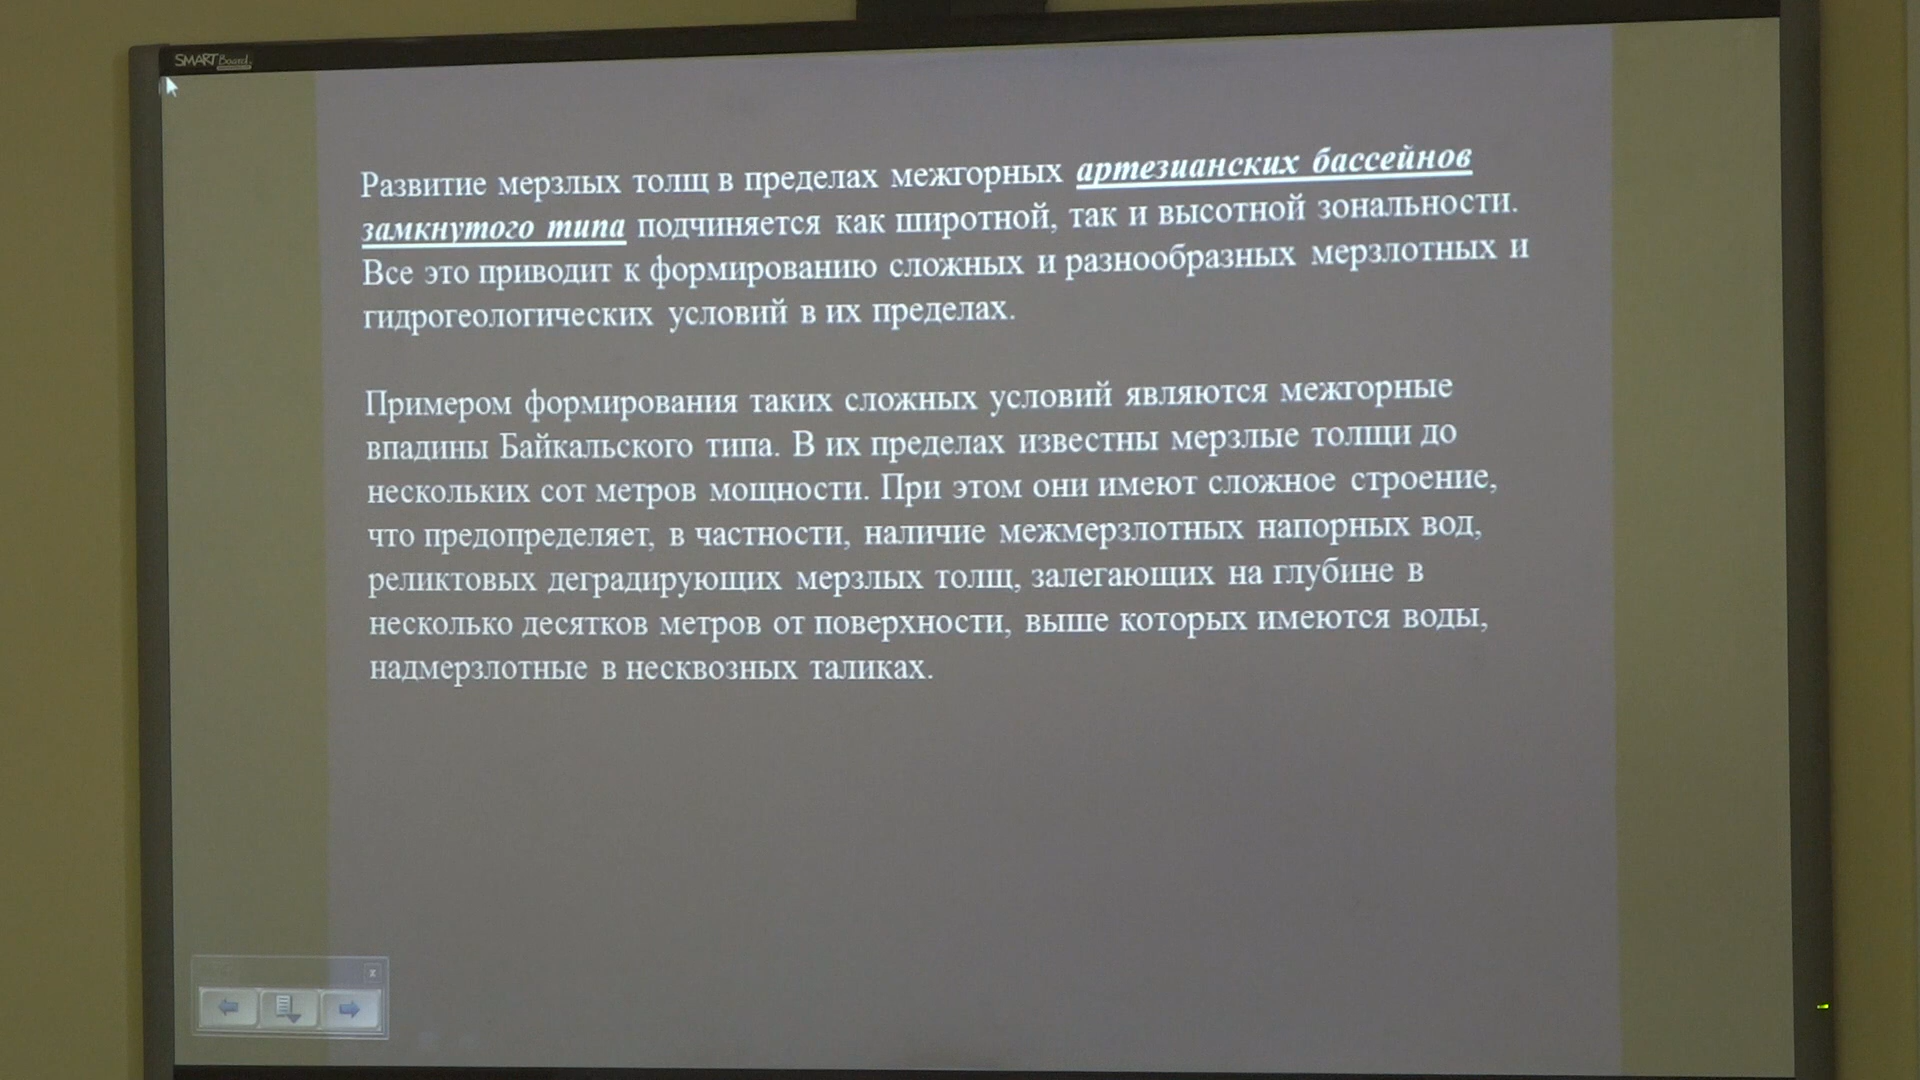 SMART Board
Развитие мерзлых толщ в пределах межгорных артезианских бассейнов
замкнутого типа подчиняется как широтной, так и высотной зональности.
Все это приводит к формированию сложных и разнообразных мерзлотных и
гидрогеологических условий в их пределах.
Примером формирования таких сложных условий являются межгорные
впадины Байкальского типа. В их пределах известны мерзлые толщи до
нескольких сот метров мощности. При этом они имеют сложное строение,
что предопределяет, в частности, наличие межмерзлотных напорных вод,
реликтовых деградирующих мерзлых толщ, залегающих на глубине в
несколько десятков метров от поверхности, выше которых имеются воды,
надмерзлотные в несквозных таликах.
x